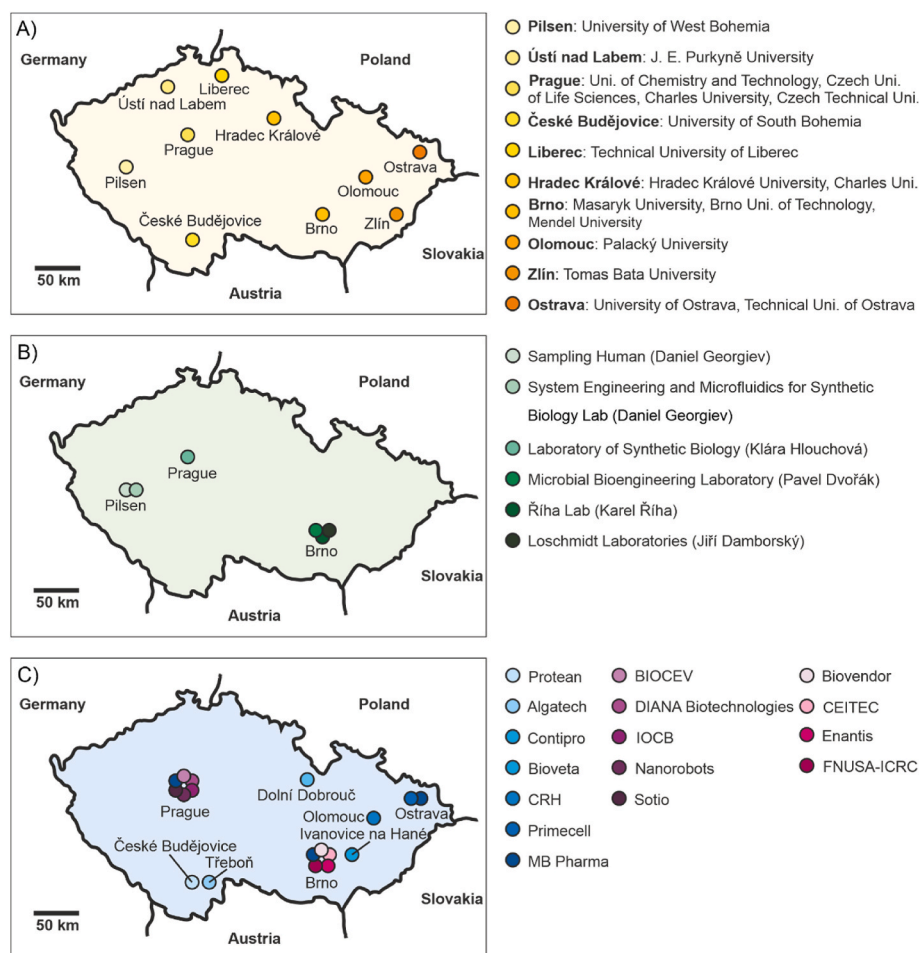 A)
Germany
Poland
Liberec
Ústí nad Labem
Hradec Králové
Prague
Ostrava
Pilsen
Olomouc
České Budějovice
Brno
Zlín
Slovakia
50 km
Austria
Pilsen: University of West Bohemia
Ústí nad Labem: J. E. Purkyně University
Prague: Uni. of Chemistry and Technology, Czech Uni.
of Life Sciences, Charles University, Czech Technical Uni.
České Budějovice: University of South Bohemia
Liberec: Technical University of Liberec
Hradec Králové: Hradec Králové University, Charles Uni.
Brno: Masaryk University, Brno Uni. of Technology,
Mendel University
Olomouc: Palacký University
Zlín: Tomas Bata University
Ostrava: University of Ostrava, Technical Uni. of Ostrava
B)
Germany
Poland
Prague
Pilsen
Brno
Slovakia
50 km
Austria
Sampling Human (Daniel Georgiev)
System Engineering and Microfluidics for Synthetic
Biology Lab (Daniel Georgiev)
Laboratory of Synthetic Biology (Klára Hlouchová)
Microbial Bioengineering Laboratory (Pavel Dvořák)
Říha Lab (Karel Říha)
Loschmidt Laboratories (Jiří Damborský)
C)
Germany
Poland
Dolní Dobrouč
Prague
Olomouc
Ostrava
Ivanovice na Hané
České Budějovice
Třeboň
Brno
Slovakia
50 km
Austria
Protean
Algatech
Contipro
Bioveta
CRH
Primecell
MB Pharma
BIOCEV
DIANA Biotechnologies
IOCB
Nanorobots
Sotio
Biovendor
CEITEC
Enantis
FNUSA-ICRC